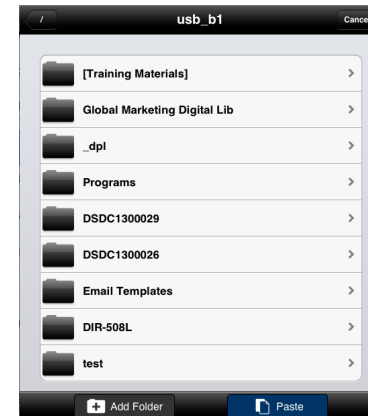 / usb_b1 Cance
[Training Materials]
Global Marketing Digital Lib
_dpl
Programs
DSDC1300029
DSDC1300026
Email Templates
DIR-508L
test
Add Folder Paste